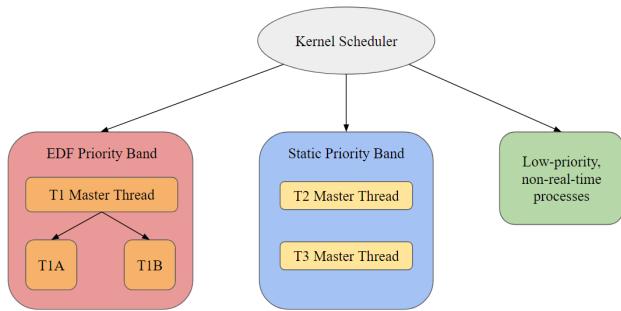 Kernel Scheduler
EDF Priority Band
T1 Master Thread
T1A
T1B
Static Priority Band
T2 Master Thread
T3 Master Thread
Low-priority,
non-real-time
processes